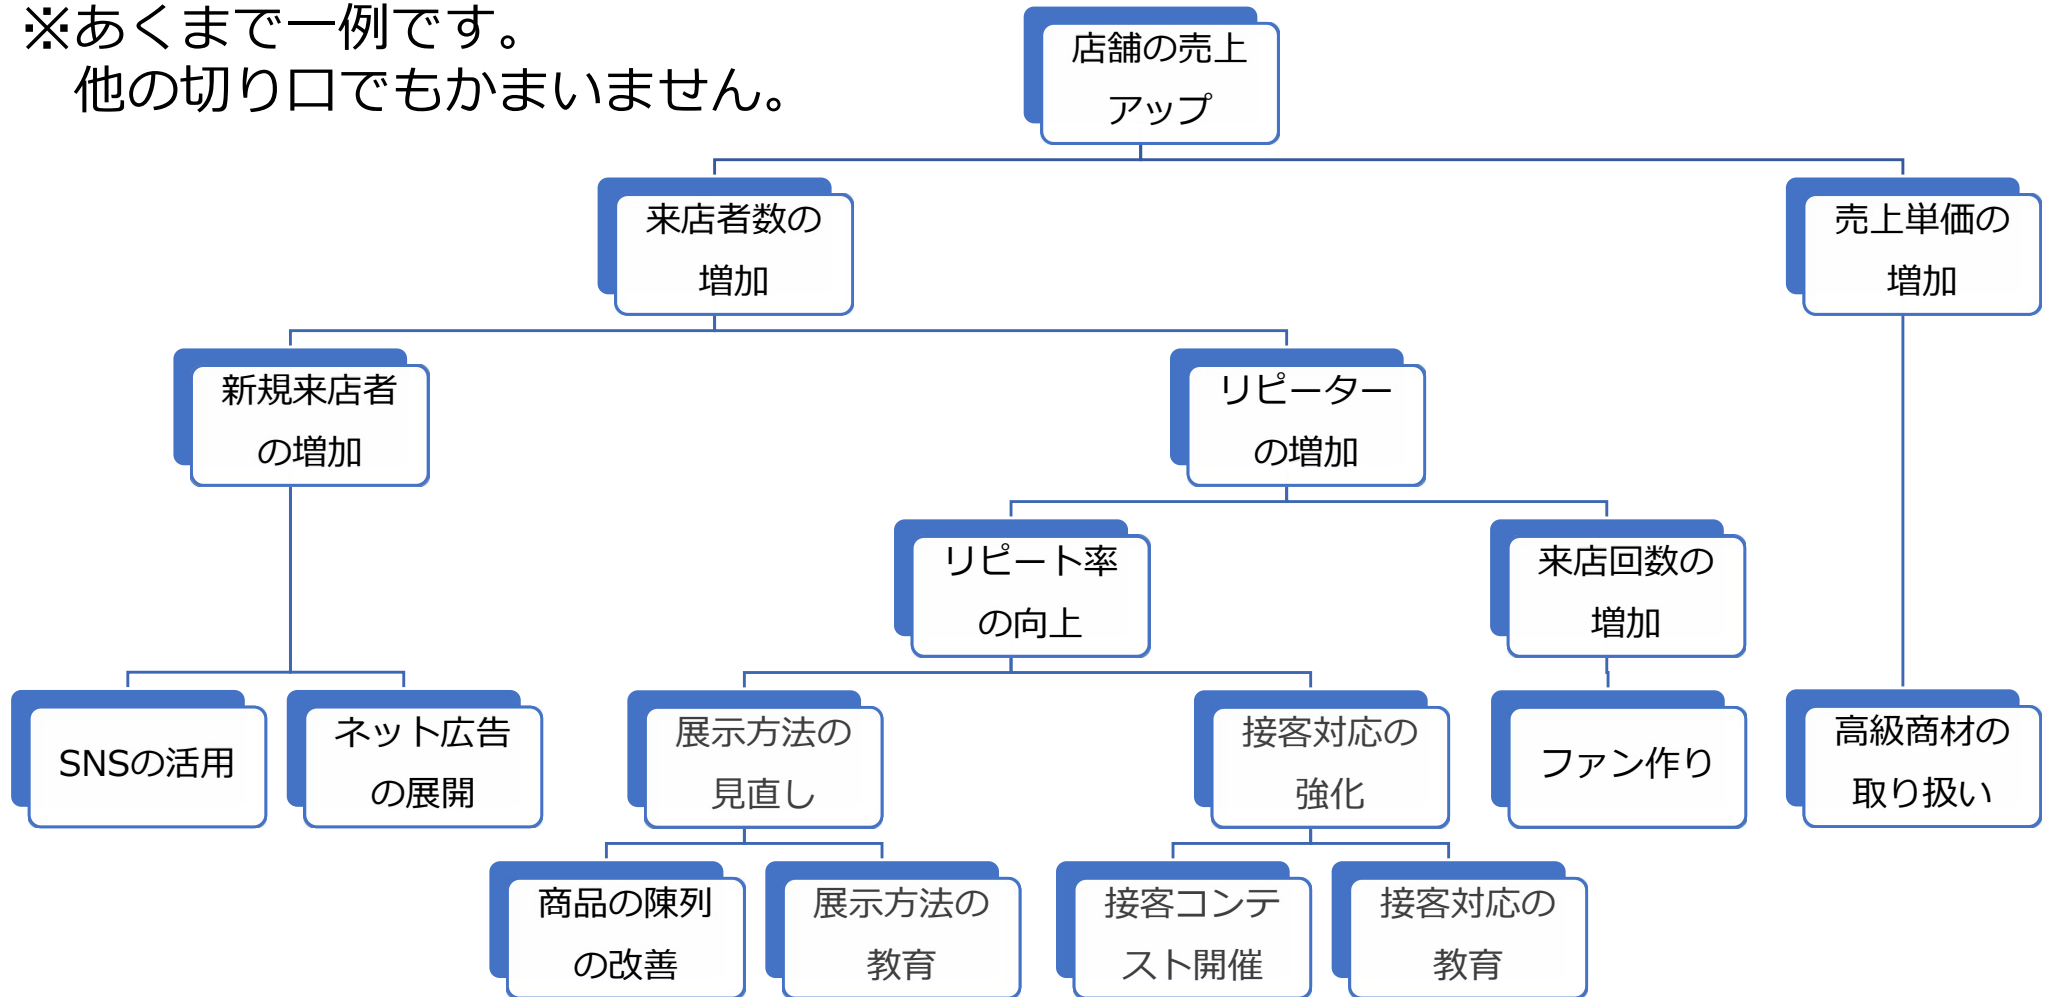 ※あくまで一例です。
他の切り口でもかまいません。
店舗の売上
アップ
来店者数の
増加
売上単価の
増加
新規来店者
の増加
リピーター
の増加
リピート率
の向上
来店回数の
増加
SNSの活用
ネット広告
の展開
展示方法の
見直し
接客対応の
強化
ファン作り
高級商材の
取り扱い
商品の陳列
の改善
展示方法の
教育
接客コンテ
スト開催
接客対応の
教育